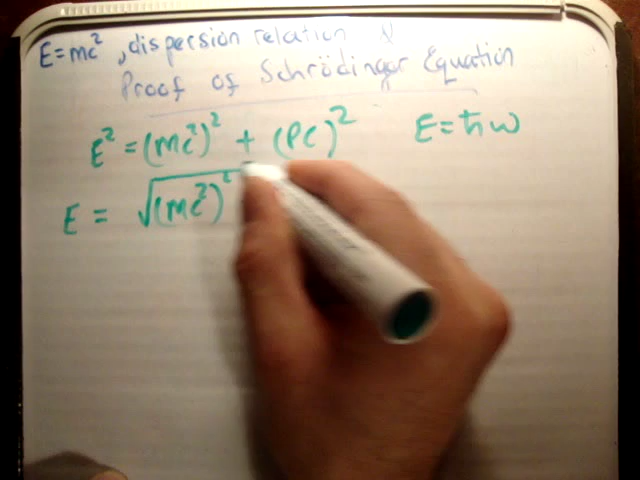 E=mc², dispersion relation &
Proof of Schrödinger Equation
E² = (mc²)² + (Pc)² E = ħω
E = √(mc²)²